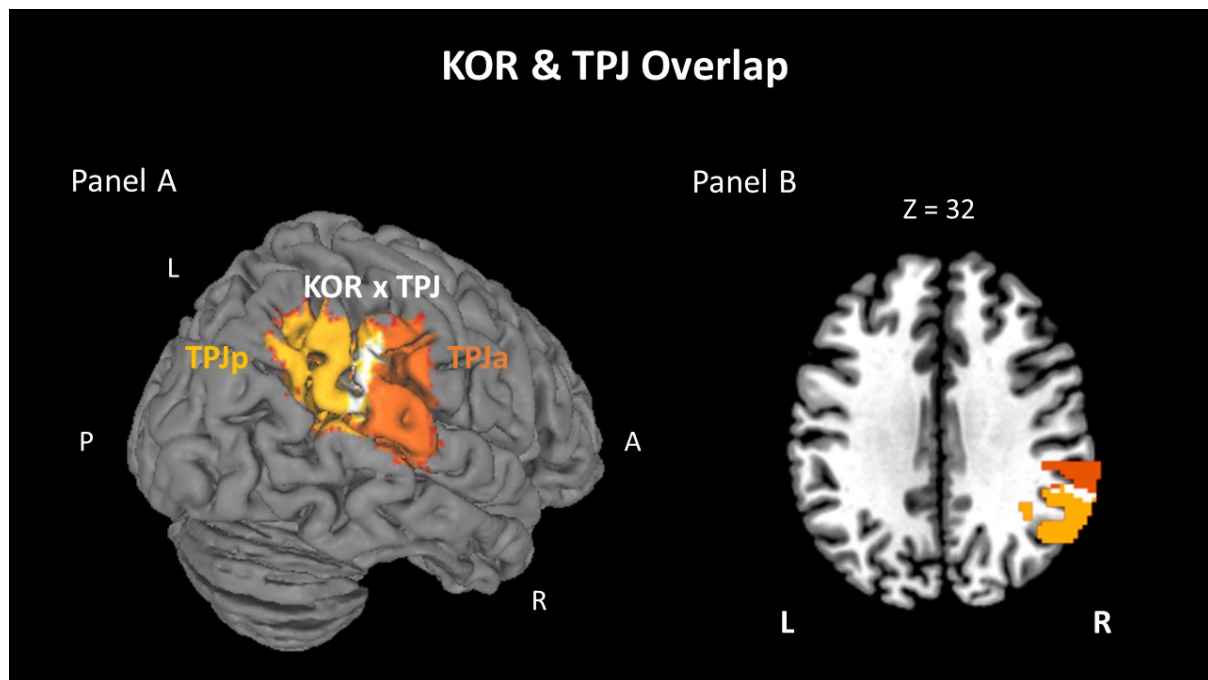 KOR & TPJ Overlap
Panel A
Panel B
Z = 32
L
KOR x TPJ
TPJp
TPJa
P
A
R
L
R